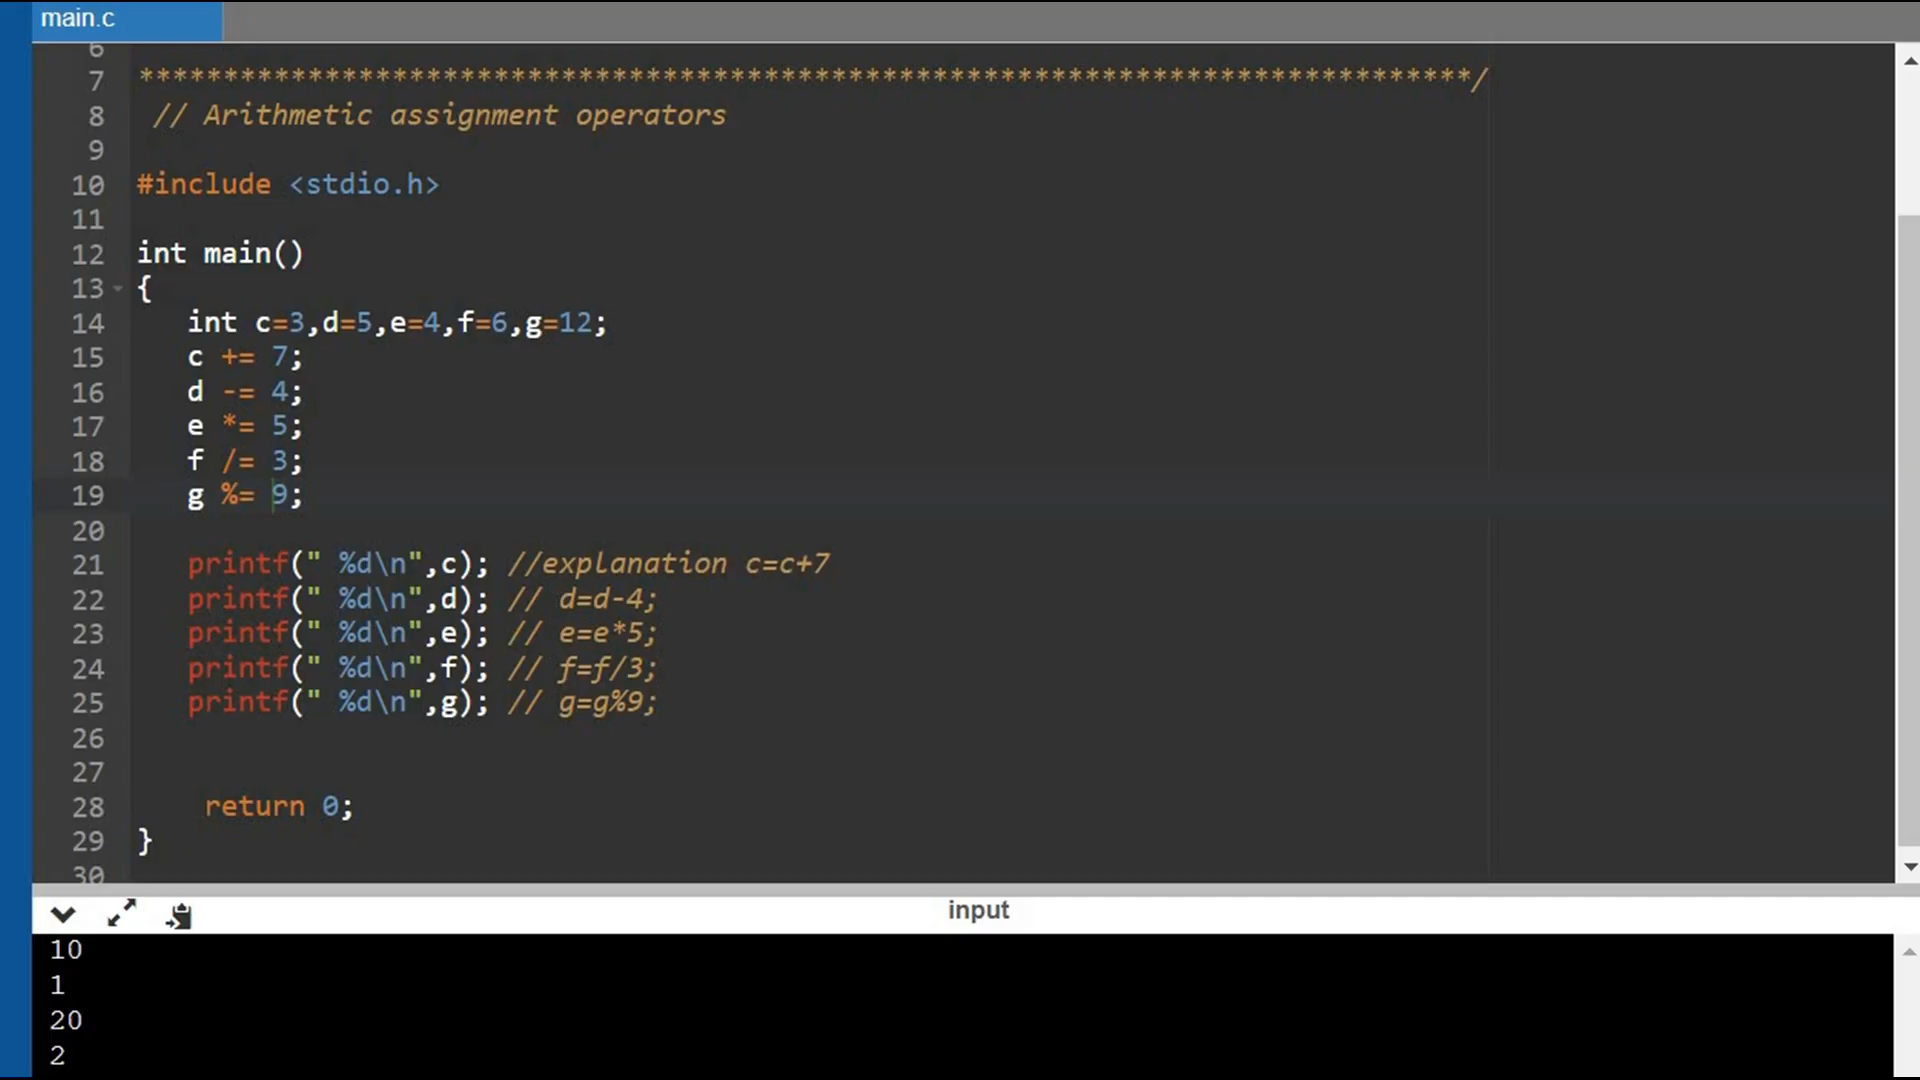 main.c
6
7 *******************************************************************************/
8 // Arithmetic assignment operators
9
10 #include <stdio.h>
11
12 int main()
13 {
14 int c=3,d=5,e=4,f=6,g=12;
15 c += 7;
16 d -= 4;
17 e *= 5;
18 f /= 3;
19 g %= 9;
20
21 printf(" %d\n",c); //explanation c=c+7
22 printf(" %d\n",d); // d=d-4;
23 printf(" %d\n",e); // e=e*5;
24 printf(" %d\n",f); // f=f/3;
25 printf(" %d\n",g); // g=g%9;
26
27
28 return 0;
29 }
30
input
10
1
20
2